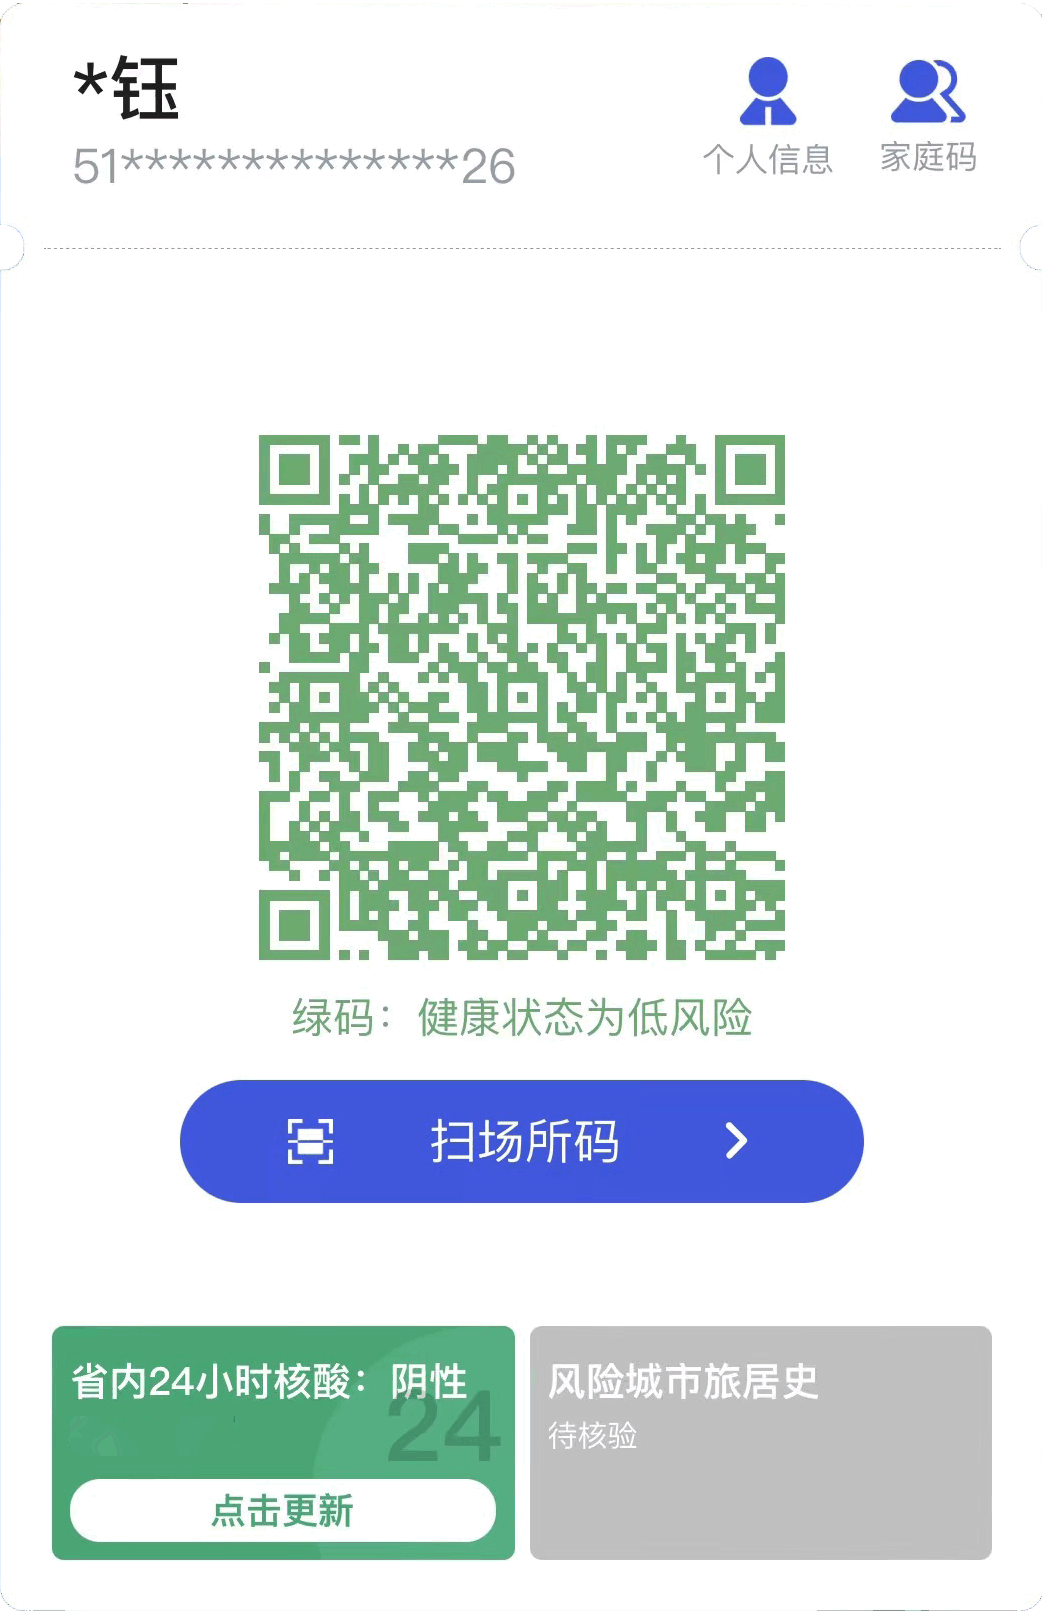 *钰
51**************26
个人信息
家庭码
绿码：健康状态为低风险
扫场所码
省内24小时核酸：阴性
24
点击更新
风险城市旅居史
待核验